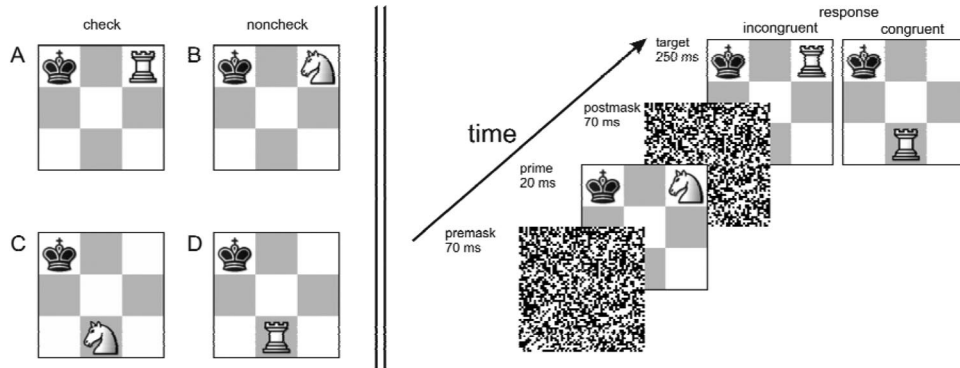 check
noncheck
A
B
C
D
response
incongruent
congruent
target
250 ms
postmask
70 ms
time
prime
20 ms
premask
70 ms